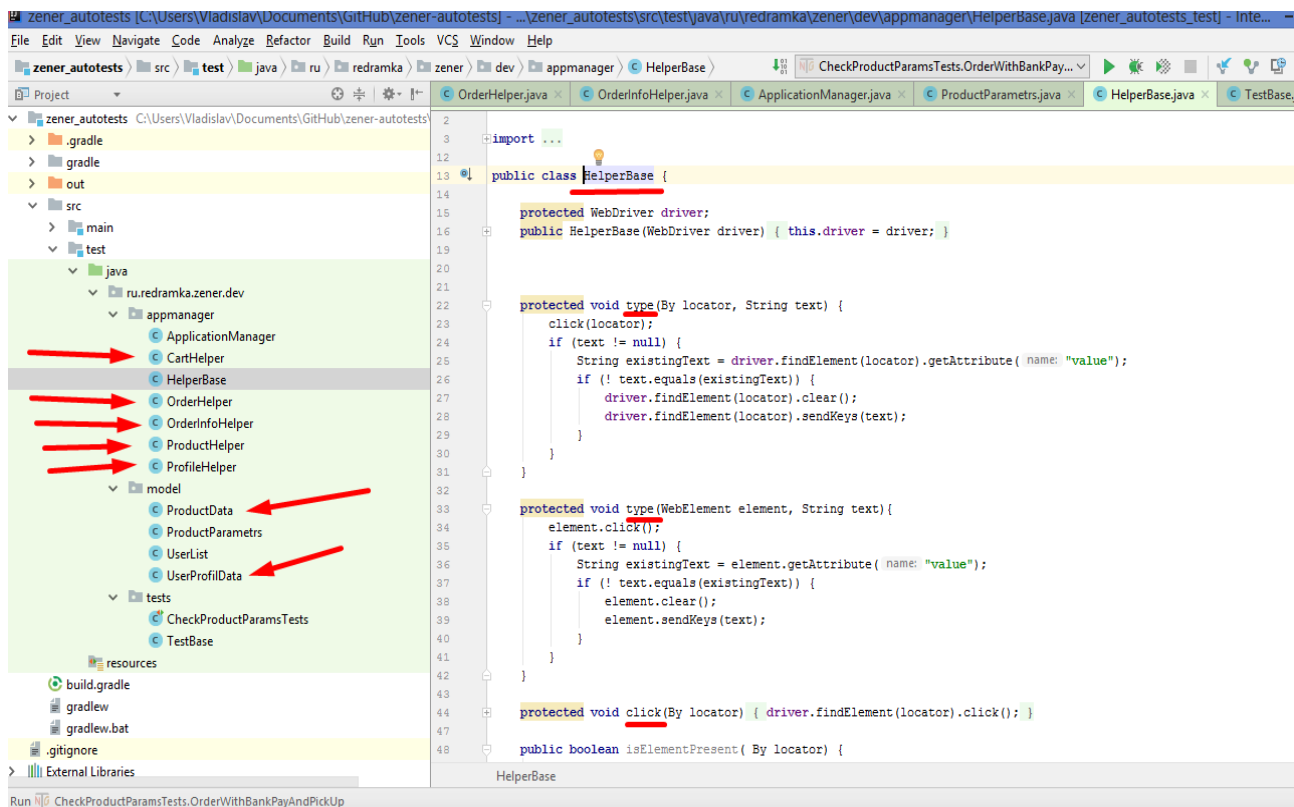 zener_autotests [C:\Users\Vladislav\Documents\GitHub\zener-autotests] - ...\zener_autotests\src\test\java\ru\redramka\zener\dev\appmanager\HelperBase.java [zener_autotests_test] - Inte...
File Edit View Navigate Code Analyze Refactor Build Run Tools VCS Window Help
zener_autotests src test java ru redramka zener dev appmanager HelperBase CheckProductParamsTests.OrderWithBankPay...
Project
OrderHelper.java OrderInfoHelper.java ApplicationManager.java ProductParametrs.java HelperBase.java TestBase.
zener_autotests C:\Users\Vladislav\Documents\GitHub\zener-autotests\
.gradle
gradle
out
src
main
test
java
ru.redramka.zener.dev
appmanager
ApplicationManager
CartHelper
HelperBase
OrderHelper
OrderInfoHelper
ProductHelper
ProfileHelper
model
ProductData
ProductParametrs
UserList
UserProfilData
tests
CheckProductParamsTests
TestBase
resources
build.gradle
gradlew
gradlew.bat
.gitignore
External Libraries
2
3 import ...
12
13 public class HelperBase {
14
15 protected WebDriver driver;
16 public HelperBase(WebDriver driver) { this.driver = driver; }
19
20
21
22 protected void type(By locator, String text) {
23 click(locator);
24 if (text != null) {
25 String existingText = driver.findElement(locator).getAttribute( name: "value");
26 if (! text.equals(existingText)) {
27 driver.findElement(locator).clear();
28 driver.findElement(locator).sendKeys(text);
29 }
30 }
31 }
32
33 protected void type(WebElement element, String text){
34 element.click();
35 if (text != null) {
36 String existingText = element.getAttribute( name: "value");
37 if (! text.equals(existingText)) {
38 element.clear();
39 element.sendKeys(text);
40 }
41 }
42 }
43
44 protected void click(By locator) { driver.findElement(locator).click(); }
47
48 public boolean isElementPresent( By locator) {
HelperBase
Run CheckProductParamsTests.OrderWithBankPayAndPickUp